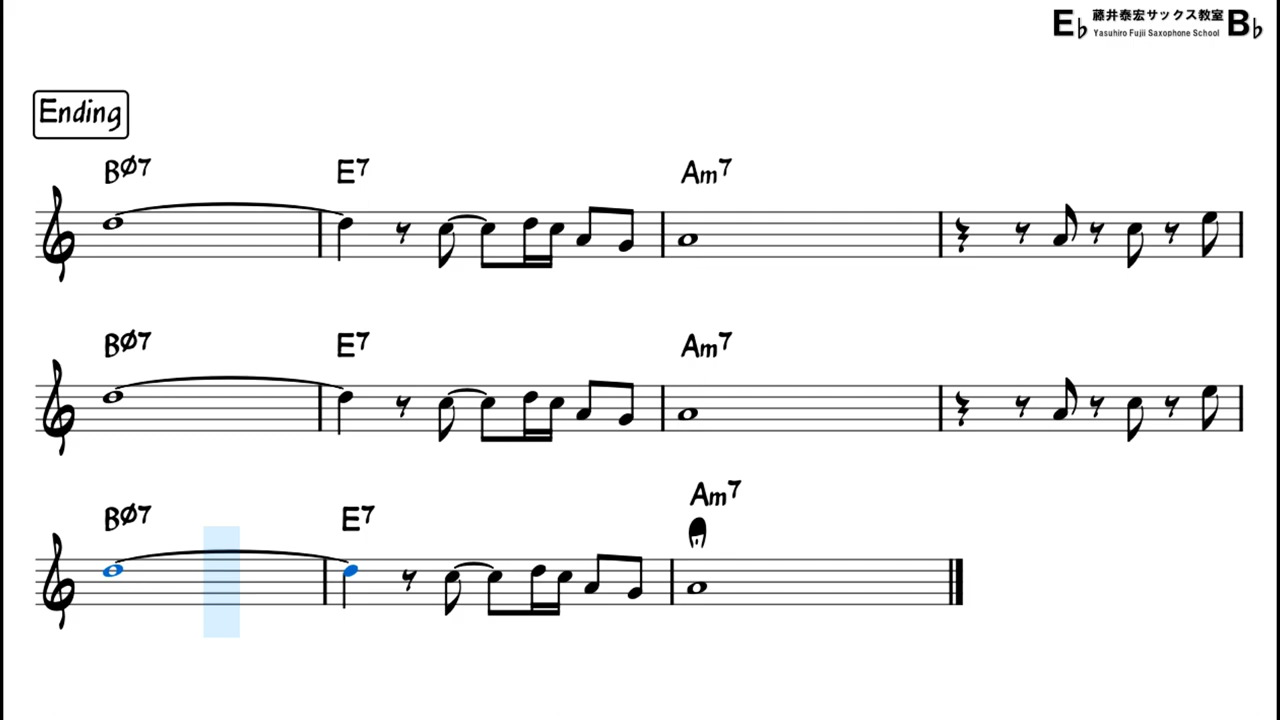 E♭ 藤井泰宏サックス教室 B♭
Yasuhiro Fujii Saxophone School
Ending
BØ7 E7 Am7
BØ7 E7 Am7
Am7
BØ7 E7